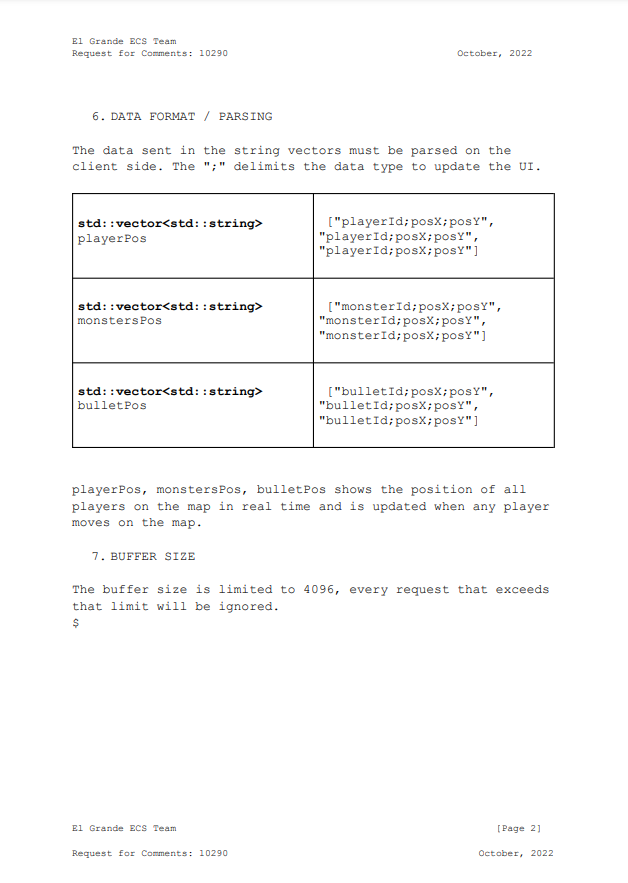 El Grande ECS Team
Request for Comments: 10290 October, 2022
6. DATA FORMAT / PARSING
The data sent in the string vectors must be parsed on the
client side. The ";" delimits the data type to update the UI.
std::vector<std::string>
playerPos
["playerId;posX;posY",
"playerId;posX;posY",
"playerId;posX;posY"]
std::vector<std::string>
monstersPos
["monsterId;posX;posY",
"monsterId;posX;posY",
"monsterId;posX;posY"]
std::vector<std::string>
bulletPos
["bulletId;posX;posY",
"bulletId;posX;posY",
"bulletId;posX;posY"]
playerPos, monstersPos, bulletPos shows the position of all
players on the map in real time and is updated when any player
moves on the map.
7. BUFFER SIZE
The buffer size is limited to 4096, every request that exceeds
that limit will be ignored.
$
El Grande ECS Team [Page 2]
Request for Comments: 10290 October, 2022